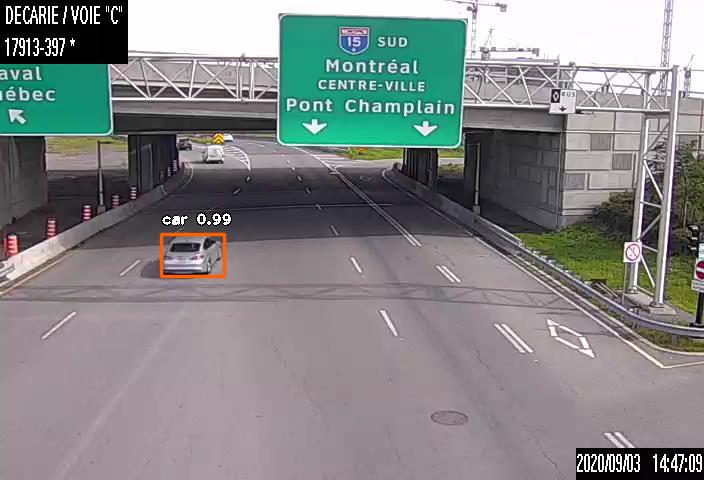 DECARIE / VOIE "C"
17913-397 *
aval
ébec
15 SUD
Montréal
CENTRE-VILLE
Pont Champlain
BUS
car 0.99
2020/09/03 14:47:09